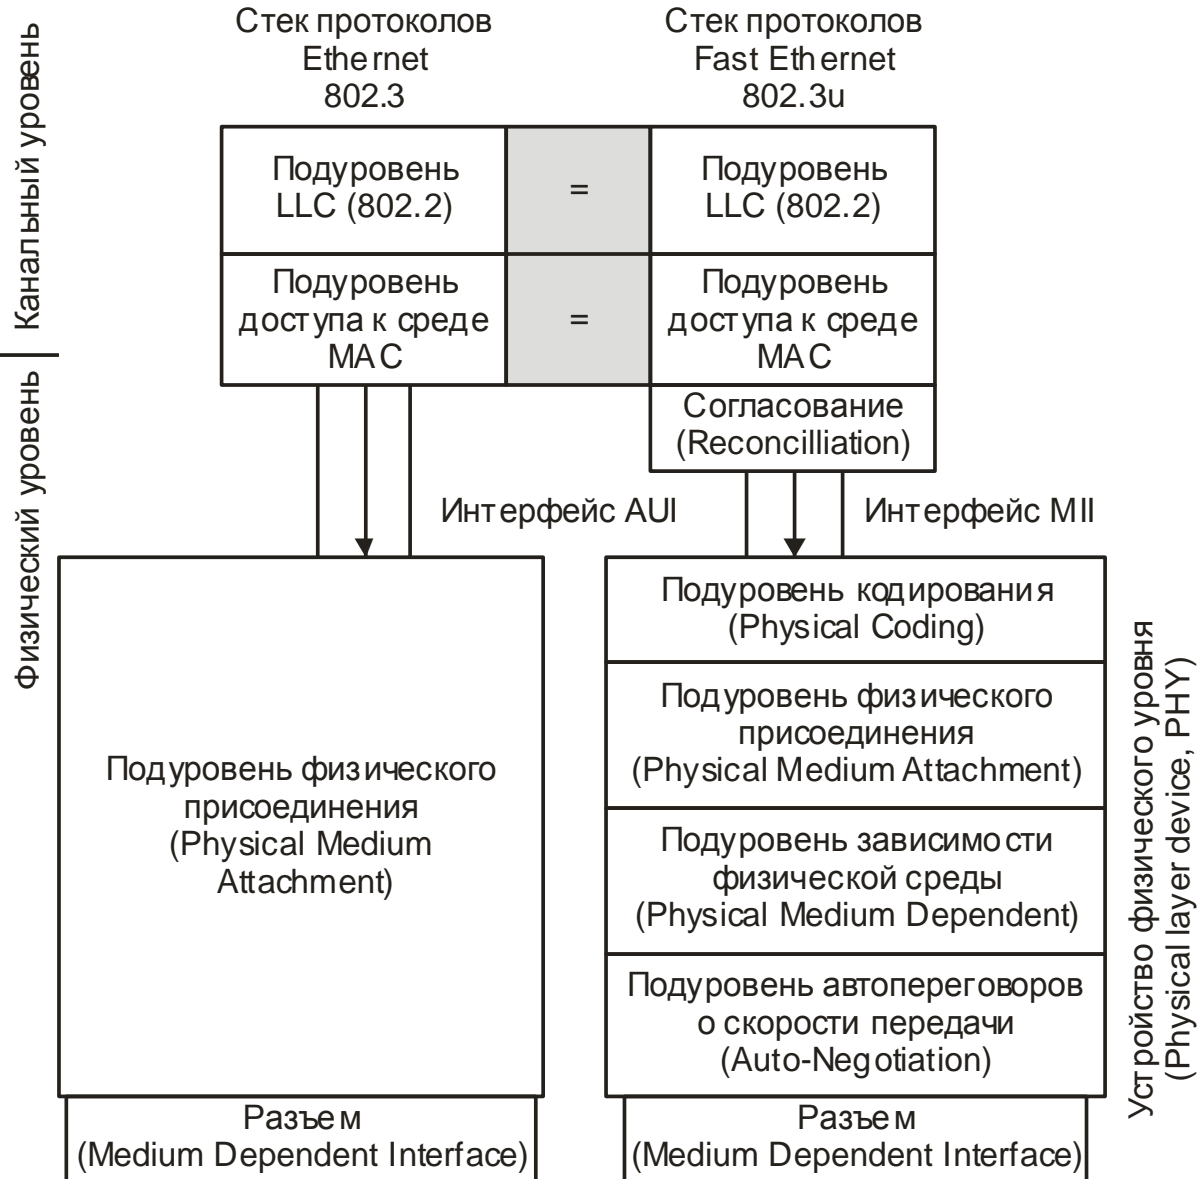 Стек протоколов
Ethernet
802.3
Стек протоколов
Fast Ethernet
802.3u
Канальный уровень
Физический уровень
Подуровень
LLC (802.2)
=
Подуровень
LLC (802.2)
Подуровень
доступа к среде
MAC
=
Подуровень
доступа к среде
MAC
Согласование
(Reconcilliation)
Интерфейс AUI
Интерфейс MII
Подуровень физического
присоединения
(Physical Medium
Attachment)
Подуровень кодирования
(Physical Coding)
Подуровень физического
присоединения
(Physical Medium Attachment)
Подуровень зависимости
физической среды
(Physical Medium Dependent)
Подуровень автопереговоров
о скорости передачи
(Auto-Negotiation)
Устройство физического уровня
(Physical layer device, PHY)
Разъем
(Medium Dependent Interface)
Разъем
(Medium Dependent Interface)